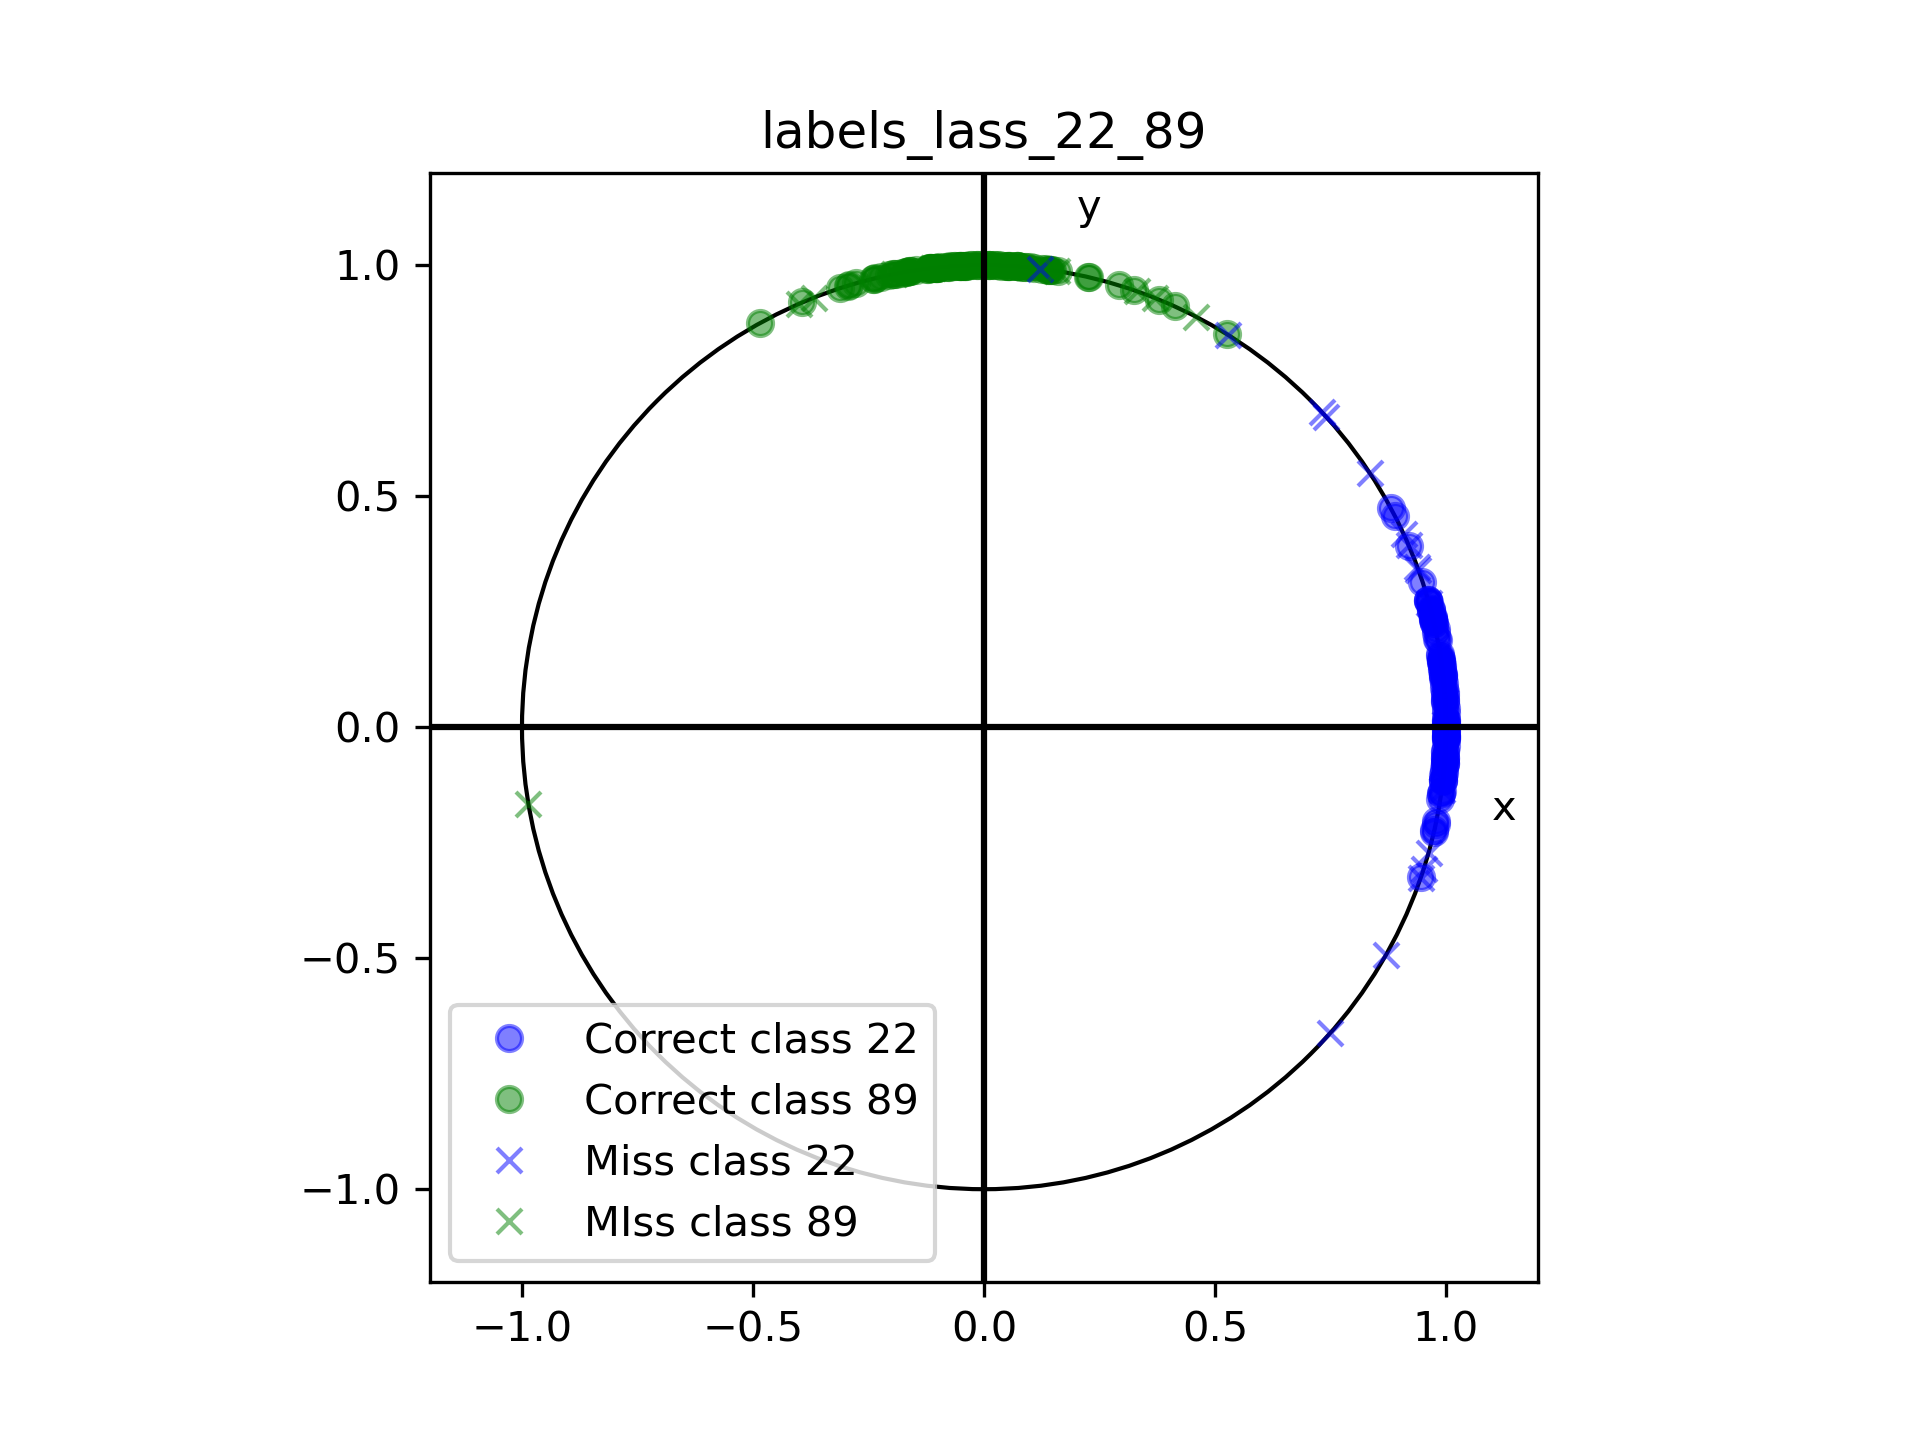 labels_lass_22_89
y
1.0
0.5
0.0
−0.5
−1.0
x
Correct class 22
Correct class 89
Miss class 22
MIss class 89
−1.0 −0.5 0.0 0.5 1.0